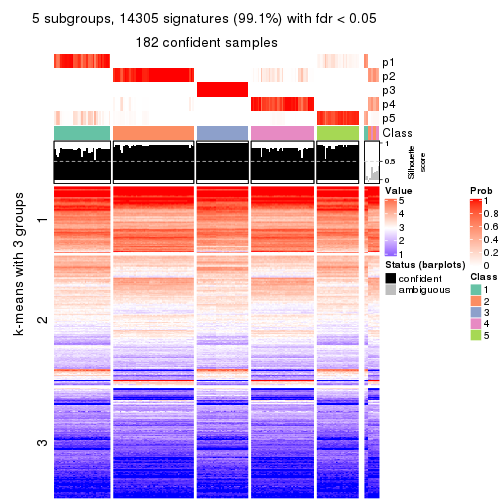 5 subgroups, 14305 signatures (99.1%) with fdr < 0.05
182 confident samples
p1
p2
p3
p4
p5
Class
1
0.5
0
Silhouette
score
k-means with 3 groups
1
2
3
Value
5
4
3
2
1
Prob
1
0.8
0.6
0.4
0.2
0
Status (barplots)
confident
ambiguous
Class
1
2
3
4
5